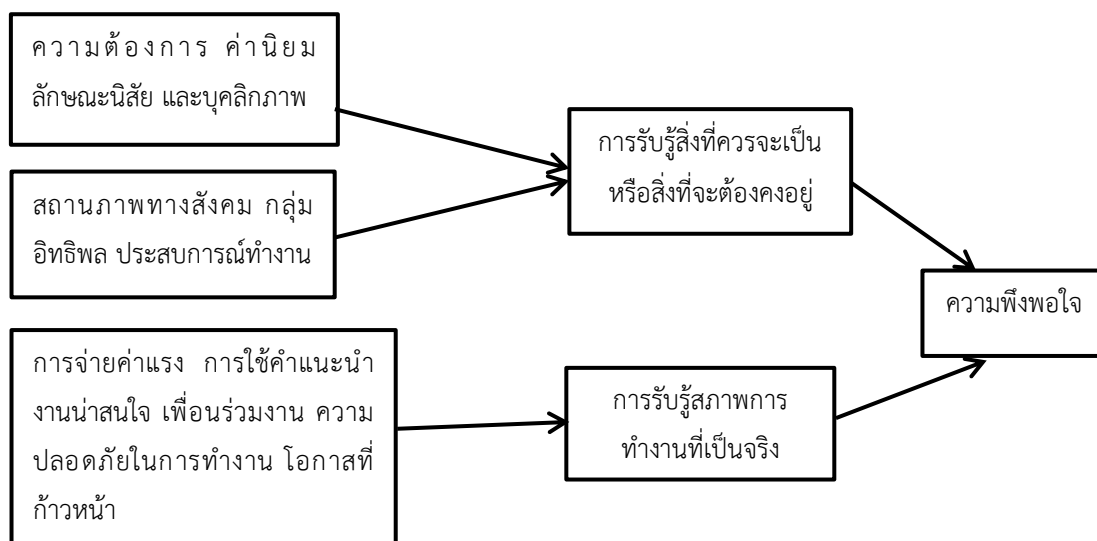 ความต้องการ ค่านิยม
ลักษณะนิสัย และบุคลิกภาพ
สถานภาพทางสังคม กลุ่ม
อิทธิพล ประสบการณ์ทำงาน
การจ่ายค่าแรง การใช้คำแนะนำ
งานน่าสนใจ เพื่อนร่วมงาน ความ
ปลอดภัยในการทำงาน โอกาสที่
ก้าวหน้า
การรับรู้สิ่งที่ควรจะเป็น
หรือสิ่งที่จะต้องคงอยู่
การรับรู้สภาพการ
ทำงานที่เป็นจริง
ความพึงพอใจ